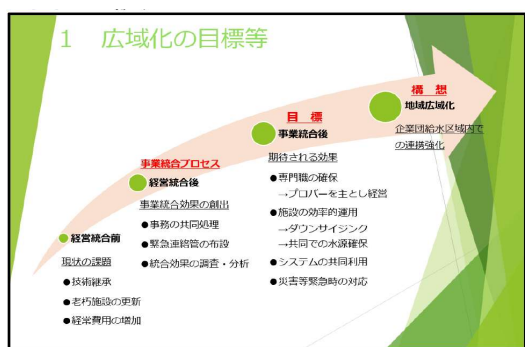 1 広域化の目標等
構 想
地域広域化
企業団給水区域内で
の連携強化
目 標
事業統合後
期待される効果
●専門職の確保
→プロパーを主とし経営
●施設の効率的運用
→ダウンサイジンク
→共同での水源確保
●システムの共同利用
●災害等緊急時の対応
事業統合プロセス
経営統合後
事業統合効果の創出
●事務の共同処理
●緊急連絡管の布設
●統合効果の調査・分析
経営統合前
現状の課題
●技術継承
●老朽施設の更新
●経常費用の増加